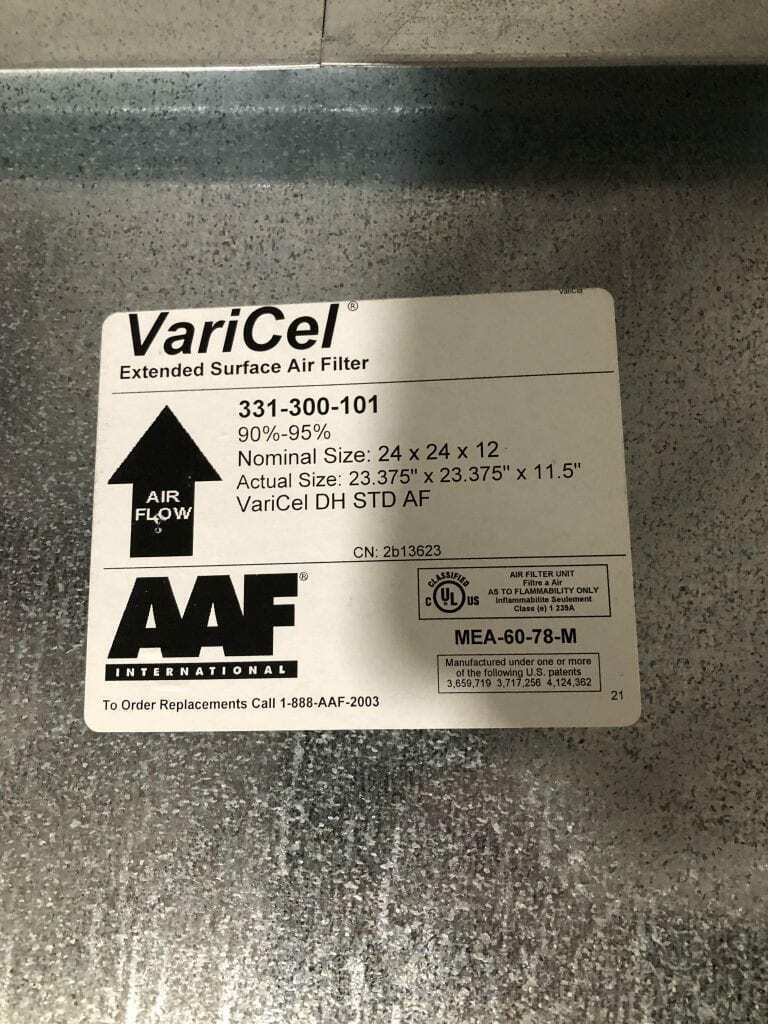 VariCel
VariCel®
Extended Surface Air Filter
331-300-101
90%-95%
Nominal Size: 24 x 24 x 12
Actual Size: 23.375" x 23.375" x 11.5"
VariCel DH STD AF
AIR
FLOW
CN: 2b13623
AAF®
INTERNATIONAL
To Order Replacements Call 1-888-AAF-2003
CLASSIFIED
C UL US
AIR FILTER UNIT
Filtre a Air
AS TO FLAMMABILITY ONLY
Inflammabilite Seulement
Class (e) 1 239A
MEA-60-78-M
Manufactured under one or more
of the following U.S. patents
3,659,719 3,717,256 4,124,362
21